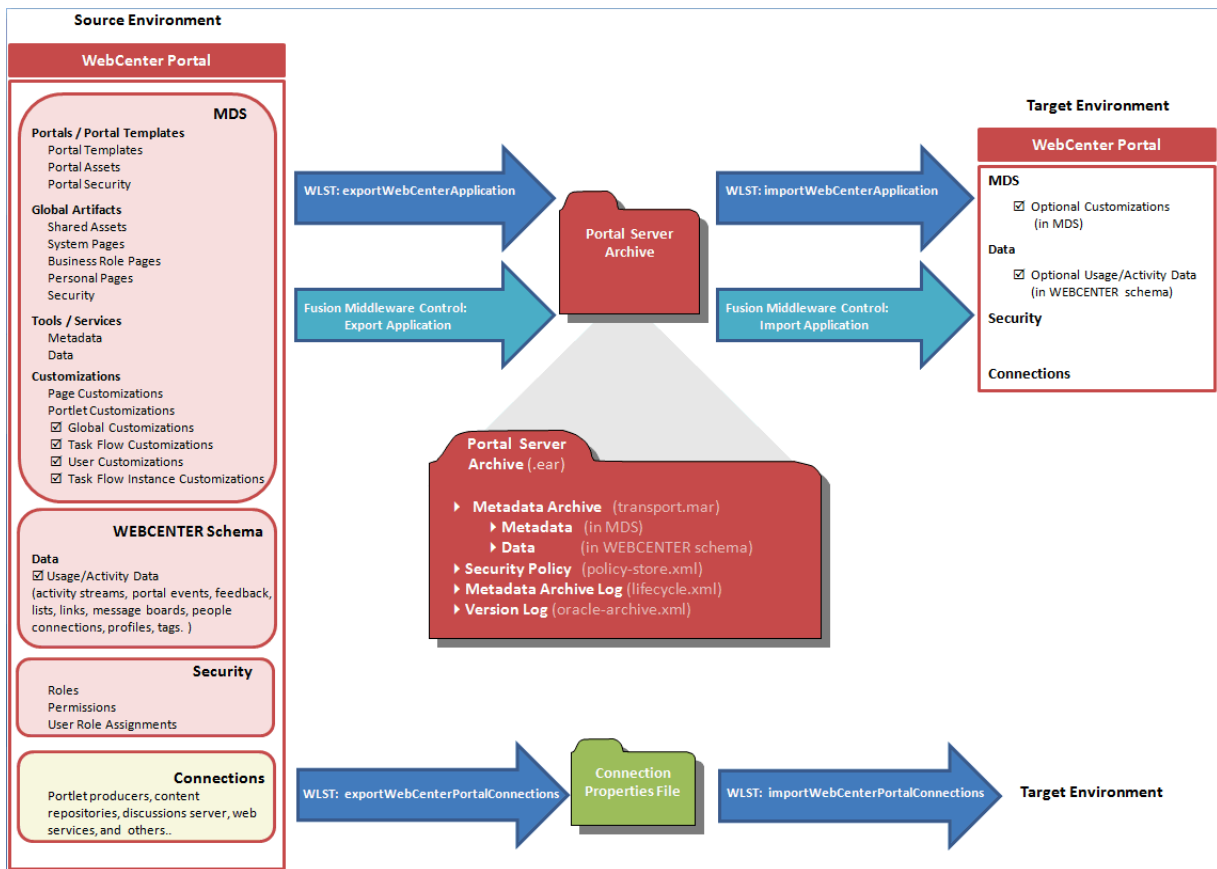 Source Environment
WebCenter Portal
MDS
Portals / Portal Templates
Portal Templates
Portal Assets
Portal Security
Global Artifacts
Shared Assets
System Pages
Business Role Pages
Personal Pages
Security
Tools / Services
Metadata
Data
Customizations
Page Customizations
Portlet Customizations
☑ Global Customizations
☑ Task Flow Customizations
☑ User Customizations
☑ Task Flow Instance Customizations
WEBCENTER Schema
Data
☑ Usage/Activity Data
(activity streams, portal events, feedback,
lists, links, message boards, people
connections, profiles, tags. )
Security
Roles
Permissions
User Role Assignments
Connections
Portlet producers, content
repositories, discussions server, web
services, and others..
WLST: exportWebCenterApplication
Fusion Middleware Control:
Export Application
Portal Server
Archive
WLST: importWebCenterApplication
Fusion Middleware Control:
Import Application
Portal Server
Archive (.ear)
Metadata Archive (transport.mar)
Metadata (in MDS)
Data (in WEBCENTER schema)
Security Policy (policy-store.xml)
Metadata Archive Log (lifecycle.xml)
Version Log (oracle-archive.xml)
WLST: exportWebCenterPortalConnections
Connection
Properties File
WLST: importWebCenterPortalConnections
Target Environment
Target Environment
WebCenter Portal
MDS
☑ Optional Customizations
(in MDS)
Data
☑ Optional Usage/Activity Data
(in WEBCENTER schema)
Security
Connections